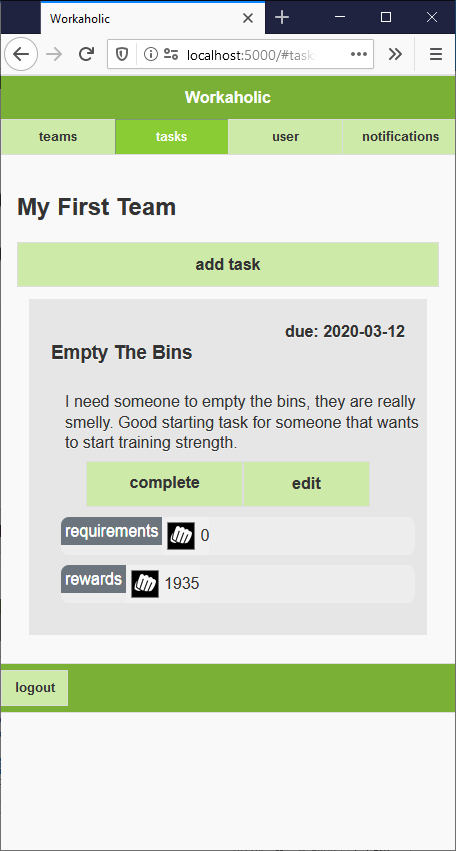 Workaholic
localhost:5000/#task
Workaholic
teams
tasks
user
notifications
My First Team
add task
due: 2020-03-12
Empty The Bins
I need someone to empty the bins, they are really
smelly. Good starting task for someone that wants
to start training strength.
complete
edit
requirements 0
rewards 1935
logout